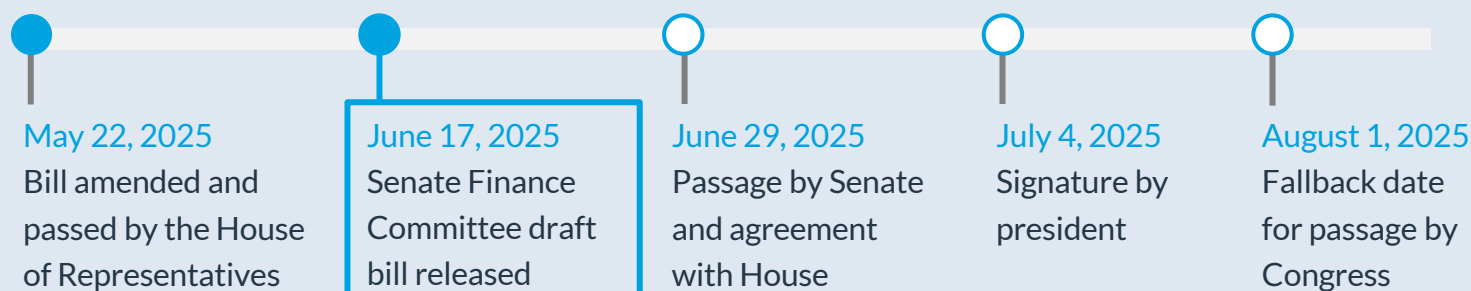 May 22, 2025
Bill amended and
passed by the House
of Representatives
June 17, 2025
Senate Finance
Committee draft
bill released
June 29, 2025
Passage by Senate
and agreement
with House
July 4, 2025
Signature by
president
August 1, 2025
Fallback date
for passage by
Congress